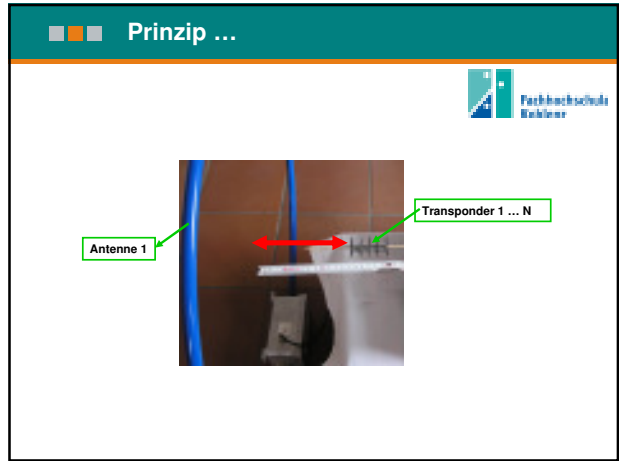 Prinzip …
Fachhochschule
Koblenz
Transponder 1 … N
Antenne 1